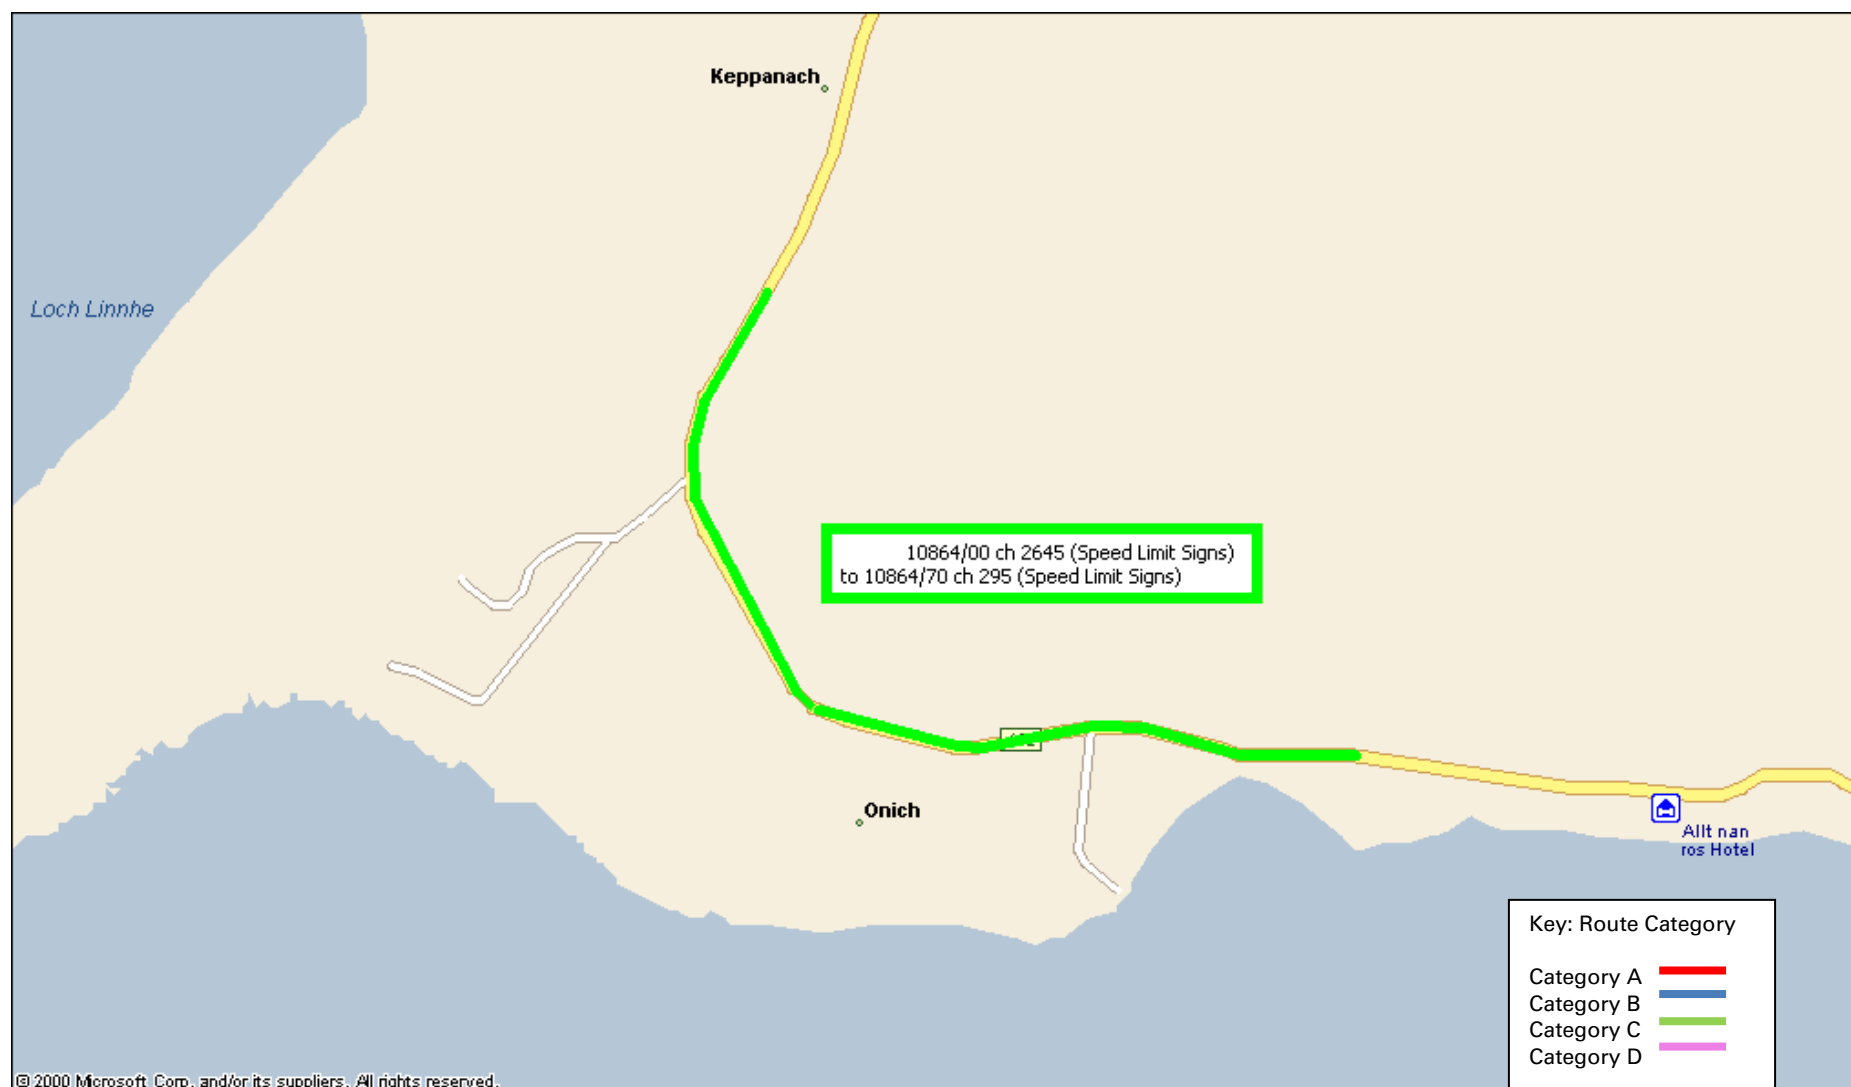 Keppanach
Loch Linnhe
10864/00 ch 2645 (Speed Limit Signs)
to 10864/70 ch 295 (Speed Limit Signs)
Onich
Allt nan
ros Hotel
Key: Route Category
Category A
Category B
Category C
Category D
© 2000 Microsoft Corp. and/or its suppliers. All rights reserved.